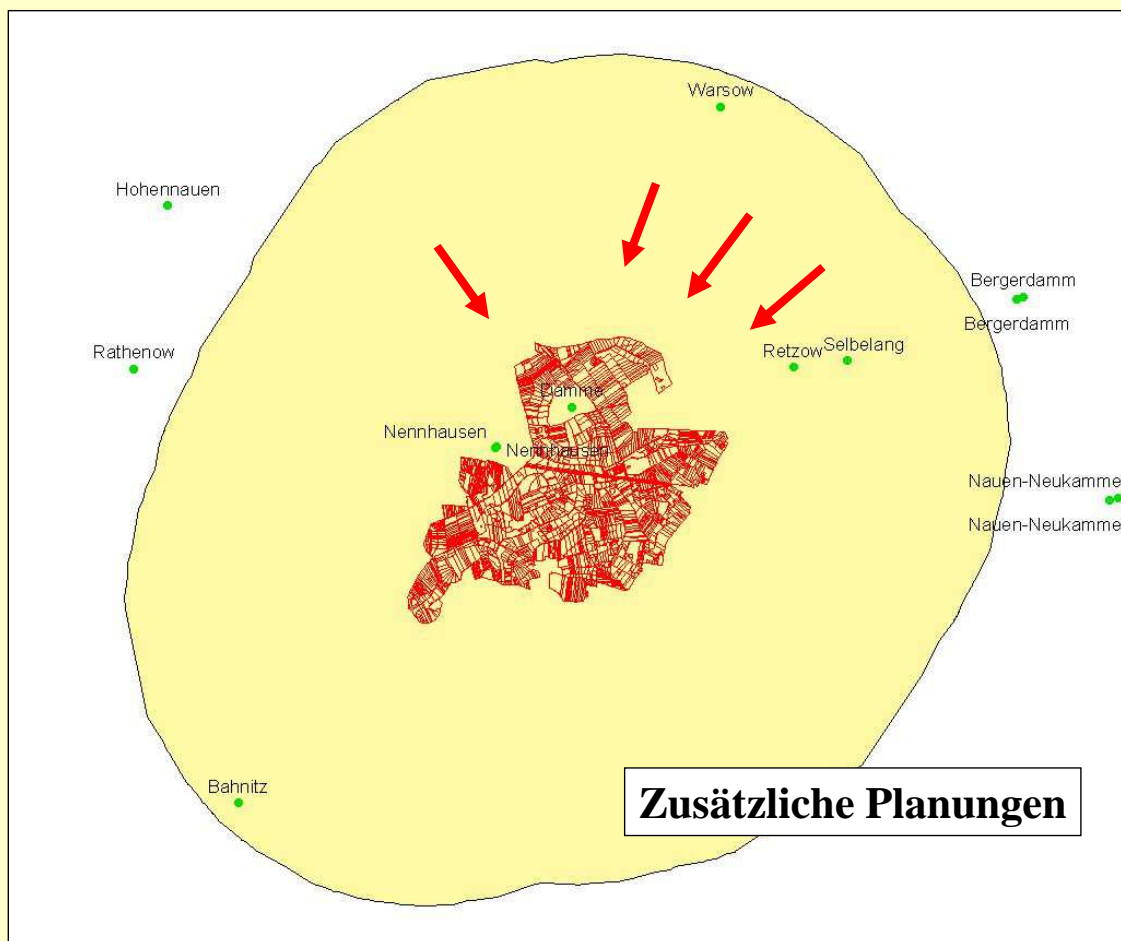 Warsow
Hohennauen
Bergerdamm
Bergerdamm
Rathenow
Retzow
Selbelang
Damme
Nennhausen
Nennhausen
Nauen-Neukamme
Nauen-Neukamme
Bahnitz
Zusätzliche Planungen